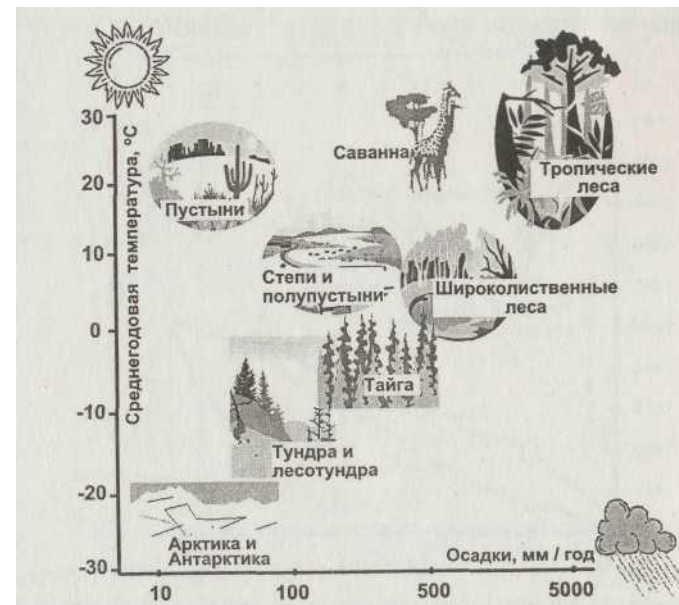 Среднегодовая температура, °С
30
20
10
0
-10
-20
-30
Саванна
Тропические
леса
Пустыни
Степи и
полупустыни
Широколиственные
леса
Тайга
Тундра и
лесотундра
Арктика и
Антарктика
Осадки, мм / год
10
100
500
5000